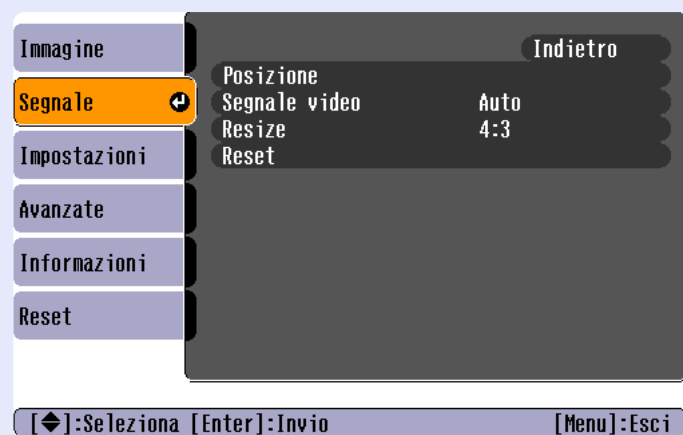 Immagine
Segnale
Impostazioni
Avanzate
Informazioni
Reset
Indietro
Posizione
Segnale video Auto
Resize 4:3
Reset
[◆]:Seleziona [Enter]:Invio [Menu]:Esci